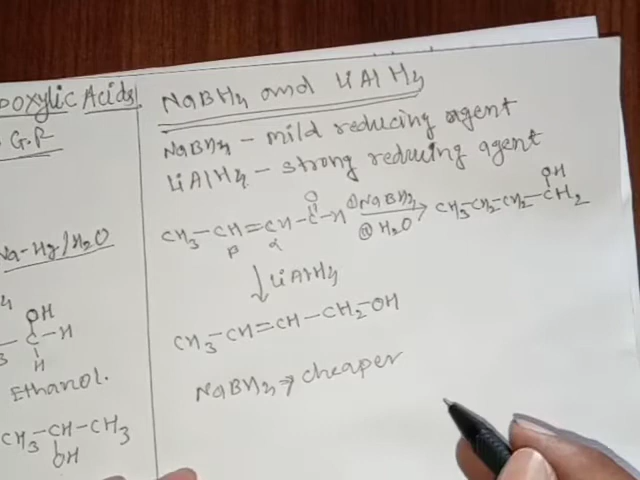 poxylic Acids.
G.R
Na-Hg/H2O
OH
-C-H
H
Ethanol.
CH3-CH-CH3
OH
NaBH4 and LiAlH4
NaBH4 - mild reducing agent
LiAlH4 - strong reducing agent
CH3-CH=CH-C-H ①NaBH4 CH3-CH2-CH2-CH2
O OH
β α ② H2O
↓ LiAlH4
CH3-CH=CH-CH2-OH
NaBH4 ⇒ cheaper